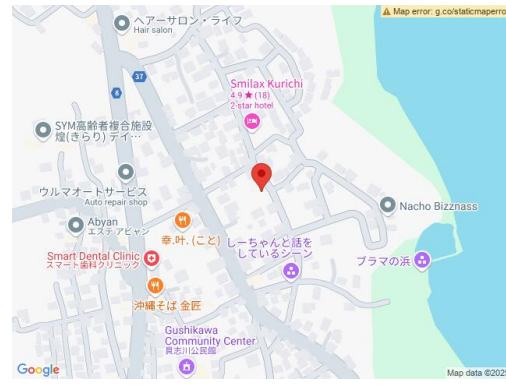 Map error: g.co/staticmaperro
ヘアーサロン・ライフ
Hair salon
37
8
Smilax Kurichi
4.9★(18)
2-star hotel
SYM高齢者複合施設
煌(きらり) デイ…
ウルマオートサービス
Auto repair shop
Nacho Bizznass
Abyan
エステ アビヤン
幸.叶. (こと)
しーちゃんと話を
しているシーン
Smart Dental Clinic
スマート歯科クリニック
ブラマの浜
沖縄そば 金匠
Gushikawa
Community Center
具志川公民館
Google
Map data ©2025